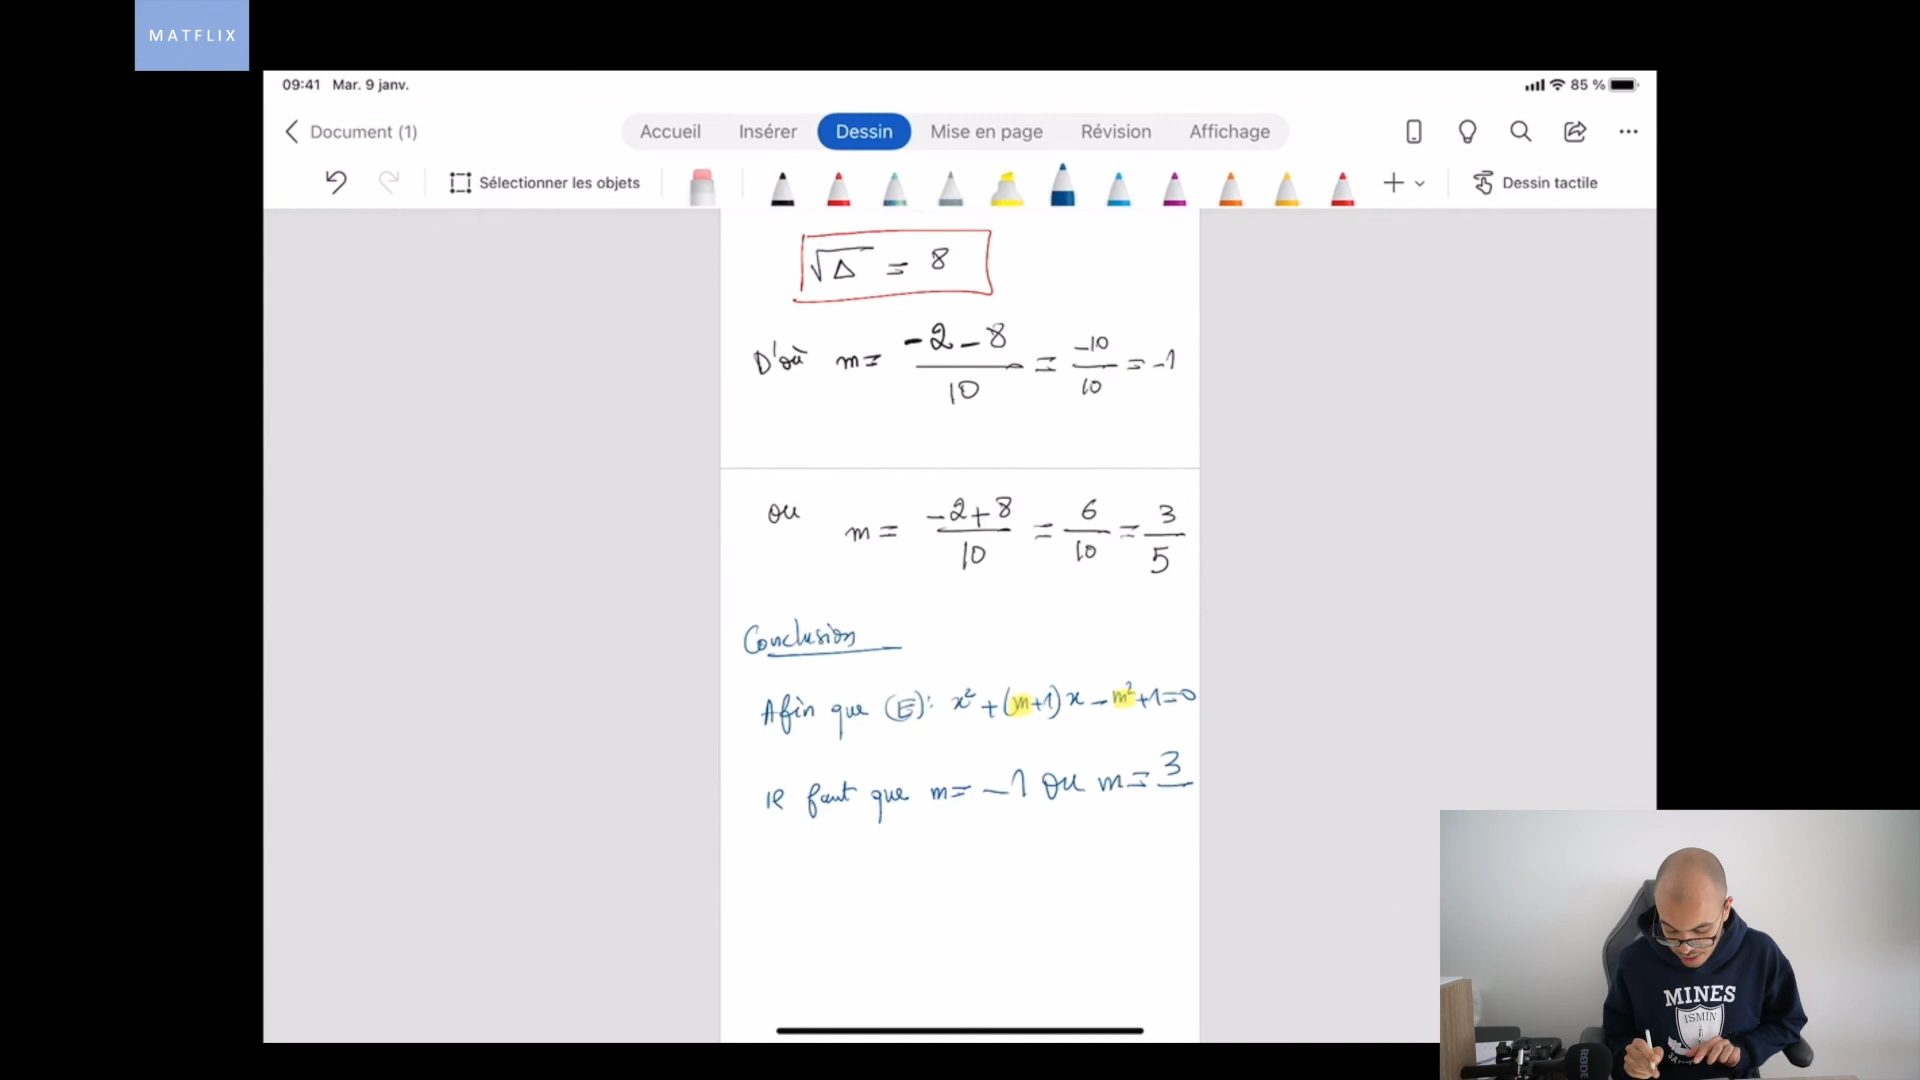 MATFLIX
09:41 Mar. 9 janv.
85 %
Document (1)
Accueil Insérer Dessin Mise en page Révision Affichage
Sélectionner les objets
Dessin tactile
√Δ = 8
D'où m = (-2-8)/10 = -10/10 = -1
ou m = (-2+8)/10 = 6/10 = 3/5
Conclusion
Afin que (E): x² + (m+1)x - m² + 1 = 0
il faut que m = -1 ou m = 3
MINES
ISMIN
RØDE